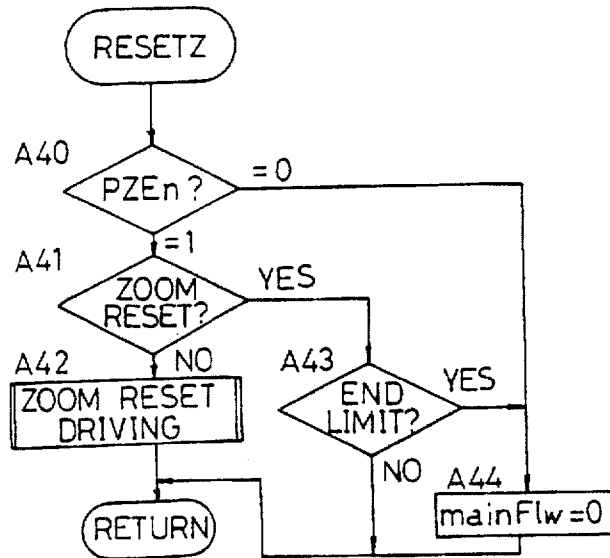 RESETZ
A40
PZEn?
=0
=1
A41
ZOOM
RESET?
YES
NO
A42
ZOOM RESET
DRIVING
A43
END
LIMIT?
YES
NO
A44
mainFlw=0
RETURN